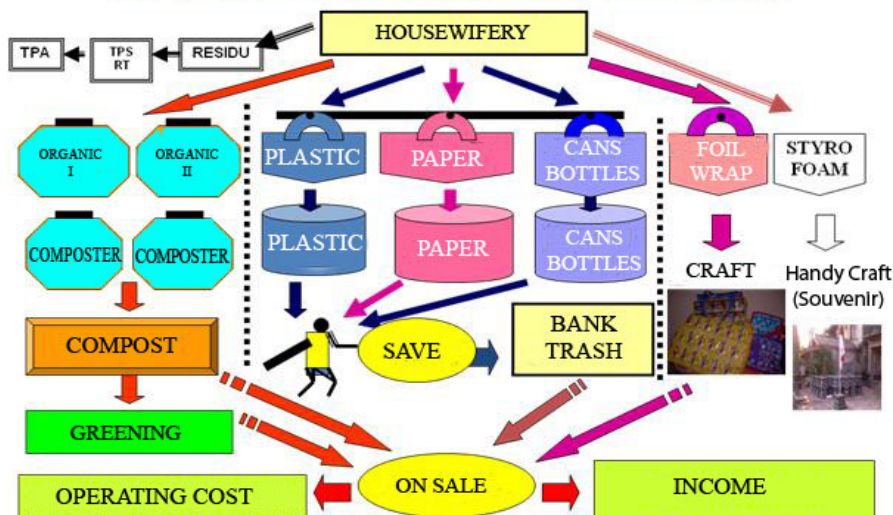 HOUSEWIFERY
TPA
TPS
RT
RESIDU
ORGANIC
I
ORGANIC
II
PLASTIC
PAPER
CANS
BOTTLES
FOIL
WRAP
STYRO
FOAM
COMPOSTER
COMPOSTER
PLASTIC
PAPER
CANS
BOTTLES
CRAFT
Handy Craft
(Souvenir)
COMPOST
SAVE
BANK
TRASH
GREENING
OPERATING COST
ON SALE
INCOME